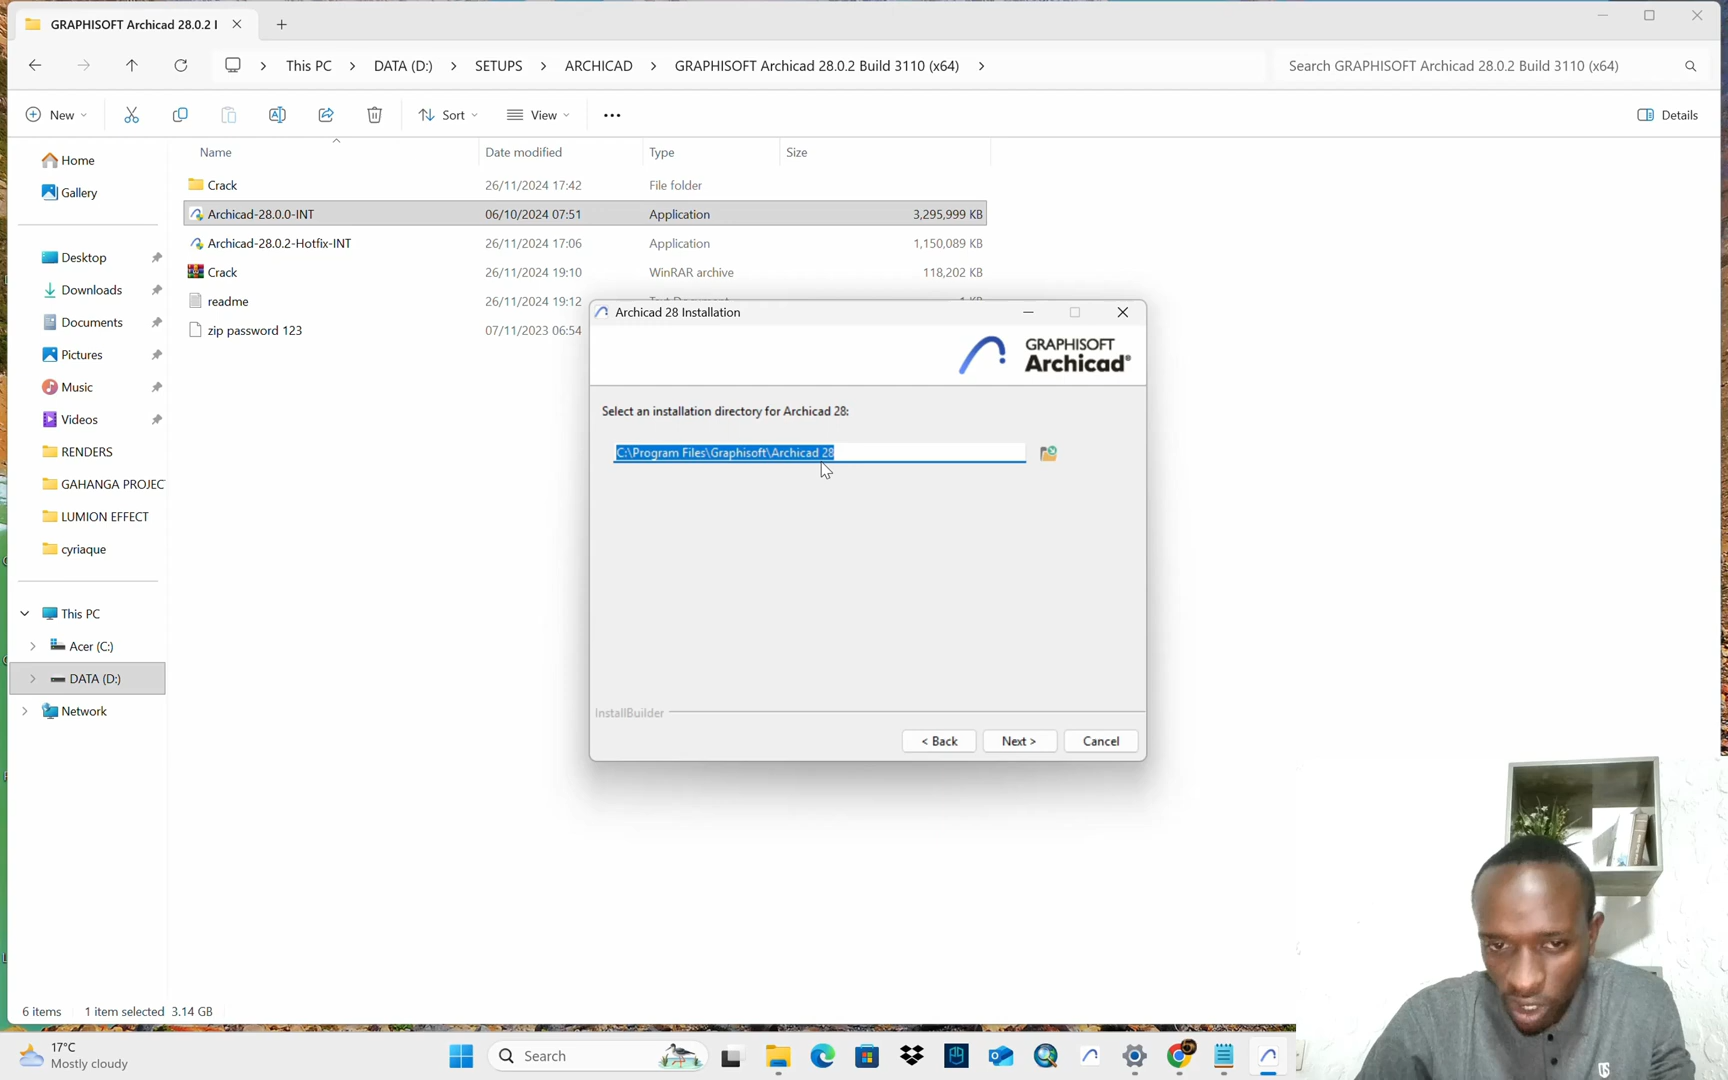 GRAPHISOFT Archicad 28.0.2 I
This PC > DATA (D:) > SETUPS > ARCHICAD > GRAPHISOFT Archicad 28.0.2 Build 3110 (x64) >
Search GRAPHISOFT Archicad 28.0.2 Build 3110 (x64)
New
Sort
View
Details
Name Date modified Type Size
Crack 26/11/2024 17:42 File folder
Archicad-28.0.0-INT 06/10/2024 07:51 Application 3,295,999 KB
Archicad-28.0.2-Hotfix-INT 26/11/2024 17:06 Application 1,150,089 KB
Crack 26/11/2024 19:10 WinRAR archive 118,202 KB
readme 26/11/2024 19:12
zip password 123 07/11/2023 06:54
Home
Gallery
Desktop
Downloads
Documents
Pictures
Music
Videos
RENDERS
GAHANGA PROJEC
LUMION EFFECT
cyriaque
This PC
Acer (C:)
DATA (D:)
Network
Archicad 28 Installation
GRAPHISOFT
Archicad®
Select an installation directory for Archicad 28:
C:\Program Files\Graphisoft\Archicad 28
InstallBuilder
< Back
Next >
Cancel
6 items 1 item selected 3.14 GB
17°C
Mostly cloudy
Search